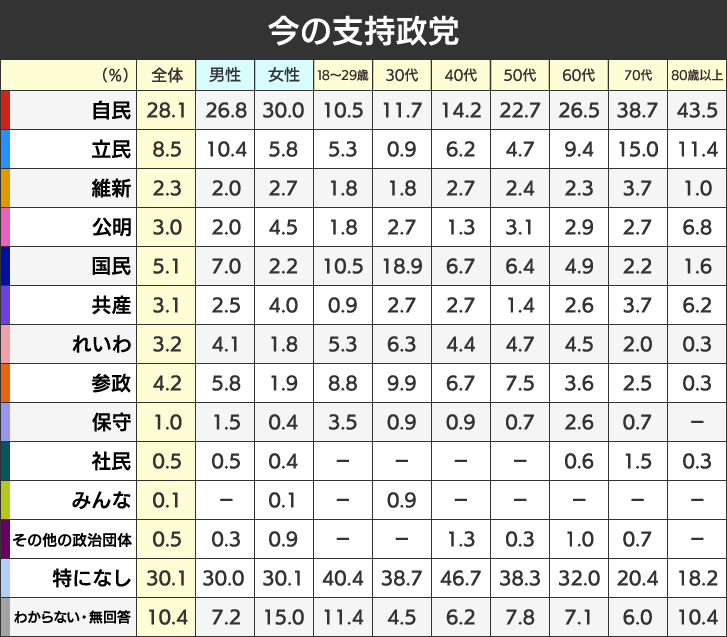 今の支持政党
（%） 全体 男性 女性 18～29歳 30代 40代 50代 60代 70代 80歳以上
自民 28.1 26.8 30.0 10.5 11.7 14.2 22.7 26.5 38.7 43.5
立民 8.5 10.4 5.8 5.3 0.9 6.2 4.7 9.4 15.0 11.4
維新 2.3 2.0 2.7 1.8 1.8 2.7 2.4 2.3 3.7 1.0
公明 3.0 2.0 4.5 1.8 2.7 1.3 3.1 2.9 2.7 6.8
国民 5.1 7.0 2.2 10.5 18.9 6.7 6.4 4.9 2.2 1.6
共産 3.1 2.5 4.0 0.9 2.7 2.7 1.4 2.6 3.7 6.2
れいわ 3.2 4.1 1.8 5.3 6.3 4.4 4.7 4.5 2.0 0.3
参政 4.2 5.8 1.9 8.8 9.9 6.7 7.5 3.6 2.5 0.3
保守 1.0 1.5 0.4 3.5 0.9 0.9 0.7 2.6 0.7 －
社民 0.5 0.5 0.4 － － － － 0.6 1.5 0.3
みんな 0.1 － 0.1 － 0.9 － － － － －
その他の政治団体 0.5 0.3 0.9 － － 1.3 0.3 1.0 0.7 －
特になし 30.1 30.0 30.1 40.4 38.7 46.7 38.3 32.0 20.4 18.2
わからない・無回答 10.4 7.2 15.0 11.4 4.5 6.2 7.8 7.1 6.0 10.4